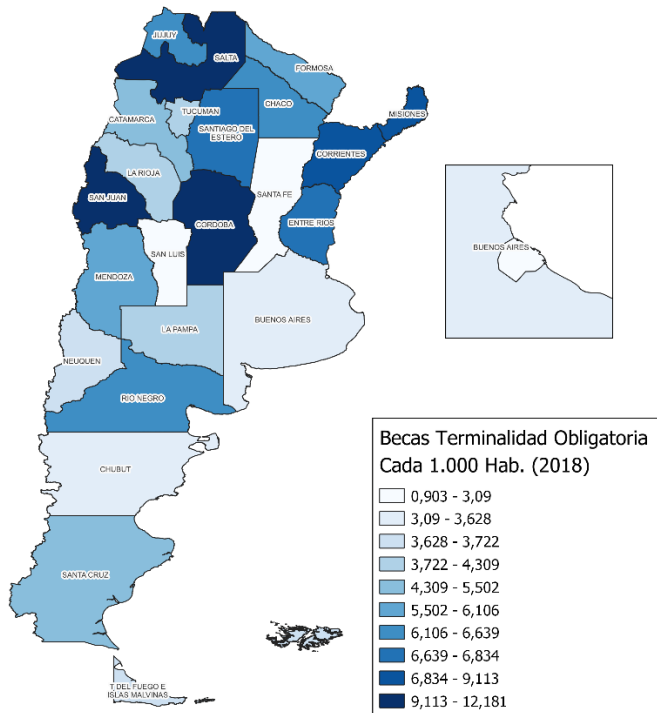 JUJUY
SALTA
FORMOSA
CHACO
MISIONES
CATAMARCA
TUCUMAN
SANTIAGO DEL
ESTERO
CORRIENTES
LA RIOJA
SANTA FE
SAN JUAN
CORDOBA
ENTRE RIOS
SAN LUIS
MENDOZA
BUENOS AIRES
LA PAMPA
NEUQUEN
RIO NEGRO
CHUBUT
SANTA CRUZ
T DEL FUEGO E
ISLAS MALVINAS
BUENOS AIRES
Becas Terminalidad Obligatoria
Cada 1.000 Hab. (2018)
0,903 - 3,09
3,09 - 3,628
3,628 - 3,722
3,722 - 4,309
4,309 - 5,502
5,502 - 6,106
6,106 - 6,639
6,639 - 6,834
6,834 - 9,113
9,113 - 12,181